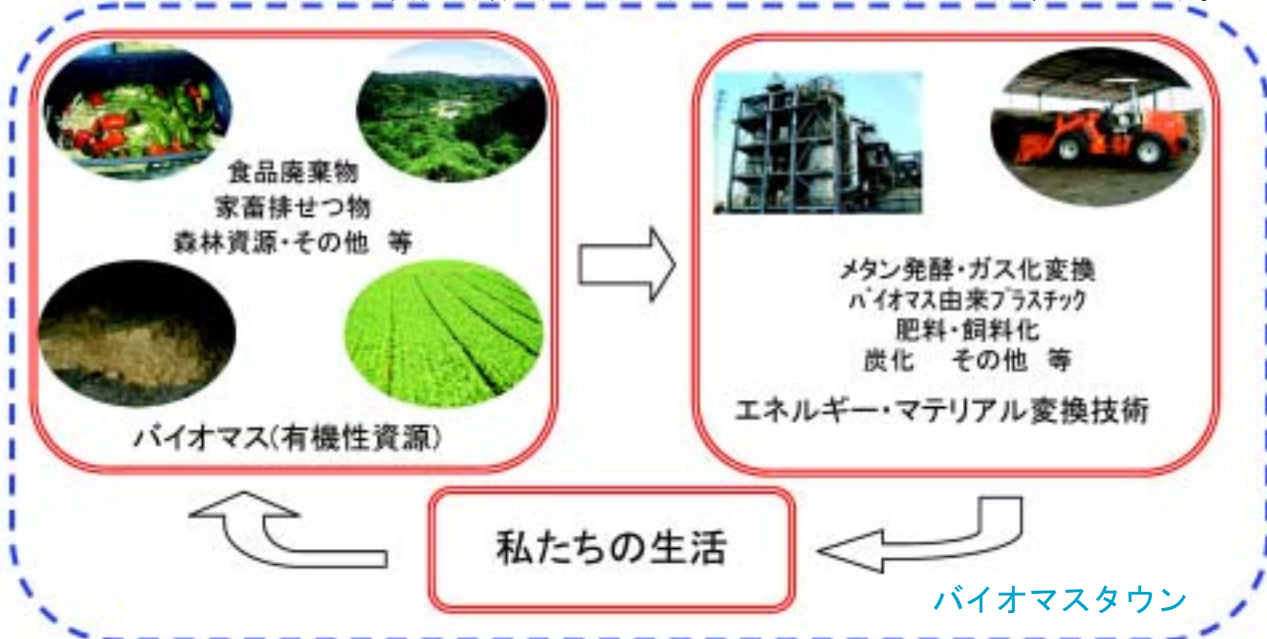 食品廃棄物
家畜排せつ物
森林資源・その他 等
バイオマス(有機性資源)
メタン発酵・ガス化変換
バイオマス由来プラスチック
肥料・飼料化
炭化 その他 等
エネルギー・マテリアル変換技術
私たちの生活
バイオマスタウン